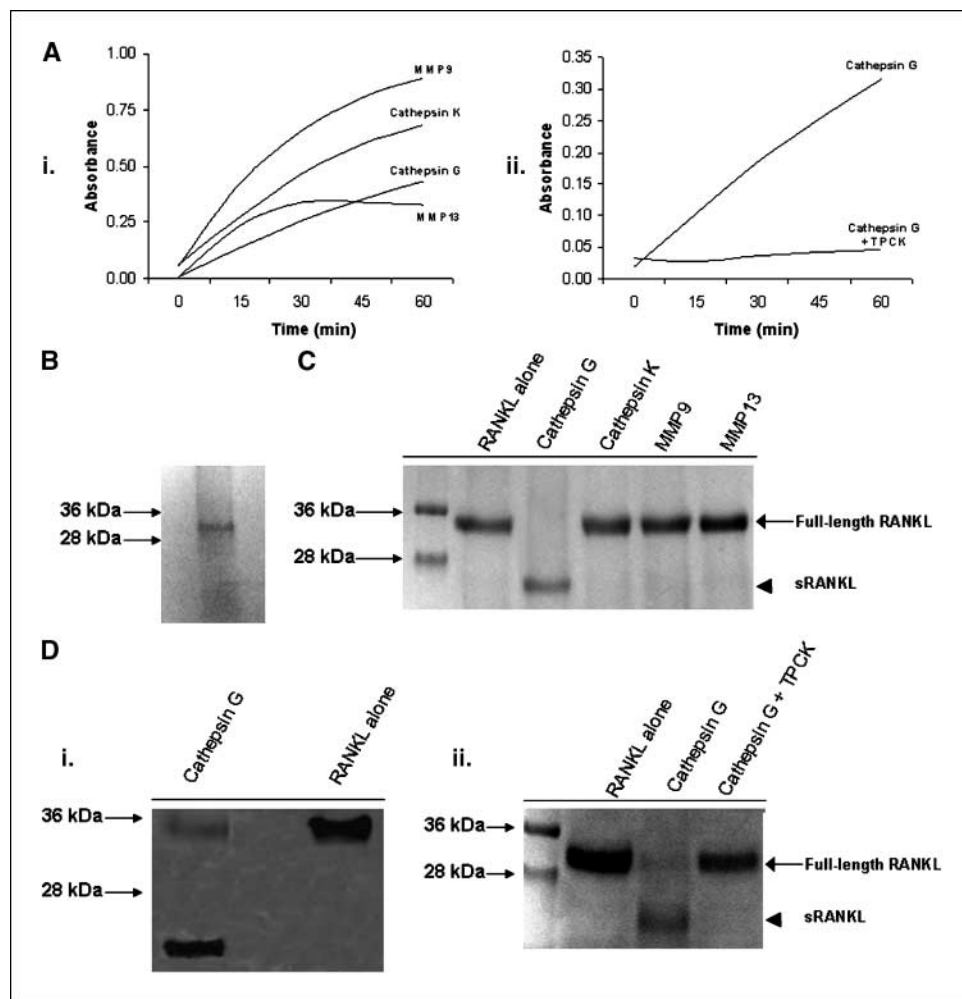 A
i.
Absorbance
1.00
0.75
0.50
0.25
0.00
MMP9
Cathepsin K
Cathepsin G
MMP13
0 15 30 45 60
Time (min)
ii.
Absorbance
0.35
0.30
0.25
0.20
0.15
0.10
0.05
0.00
Cathepsin G
Cathepsin G
+TPCK
0 15 30 45 60
Time (min)
B
36 kDa
28 kDa
C
RANKL alone
Cathepsin G
Cathepsin K
MMP9
MMP13
36 kDa
28 kDa
Full-length RANKL
sRANKL
D
i.
Cathepsin G
RANKL alone
36 kDa
28 kDa
ii.
RANKL alone
Cathepsin G
Cathepsin G + TPCK
36 kDa
28 kDa
Full-length RANKL
sRANKL